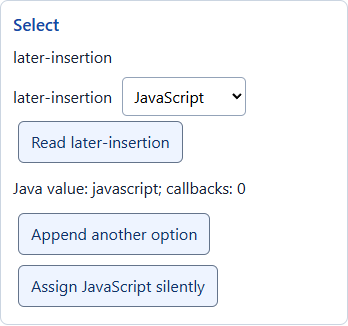 Select
later-insertion
later-insertion JavaScript
Read later-insertion
Java value: javascript; callbacks: 0
Append another option
Assign JavaScript silently